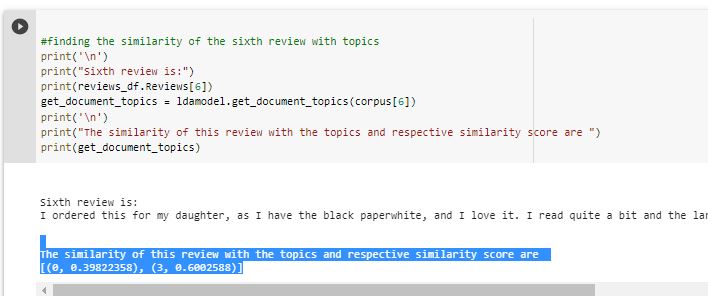 #finding the similarity of the sixth review with topics
print('\n')
print("Sixth review is:")
print(reviews_df.Reviews[6])
get_document_topics = ldamodel.get_document_topics(corpus[6])
print('\n')
print("The similarity of this review with the topics and respective similarity score are ")
print(get_document_topics)
Sixth review is:
I ordered this for my daughter, as I have the black paperwhite, and I love it. I read quite a bit and the lar
The similarity of this review with the topics and respective similarity score are
[(0, 0.39822358), (3, 0.6002588)]